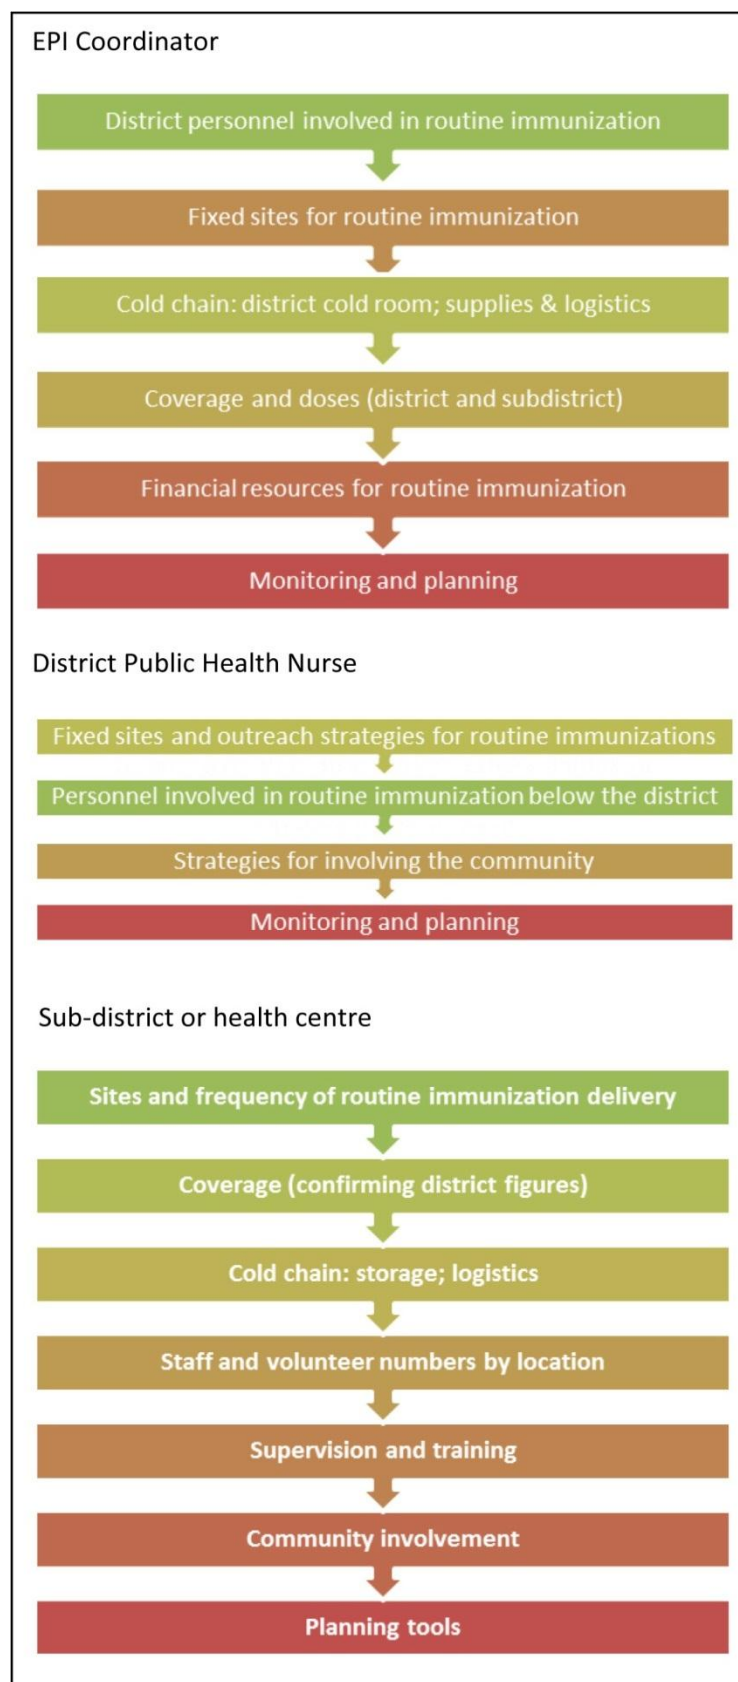 EPI Coordinator
District personnel involved in routine immunization
Fixed sites for routine immunization
Cold chain: district cold room; supplies & logistics
Coverage and doses (district and subdistrict)
Financial resources for routine immunization
Monitoring and planning
District Public Health Nurse
Fixed sites and outreach strategies for routine immunizations
Personnel involved in routine immunization below the district
Strategies for involving the community
Monitoring and planning
Sub-district or health centre
Sites and frequency of routine immunization delivery
Coverage (confirming district figures)
Cold chain: storage; logistics
Staff and volunteer numbers by location
Supervision and training
Community involvement
Planning tools